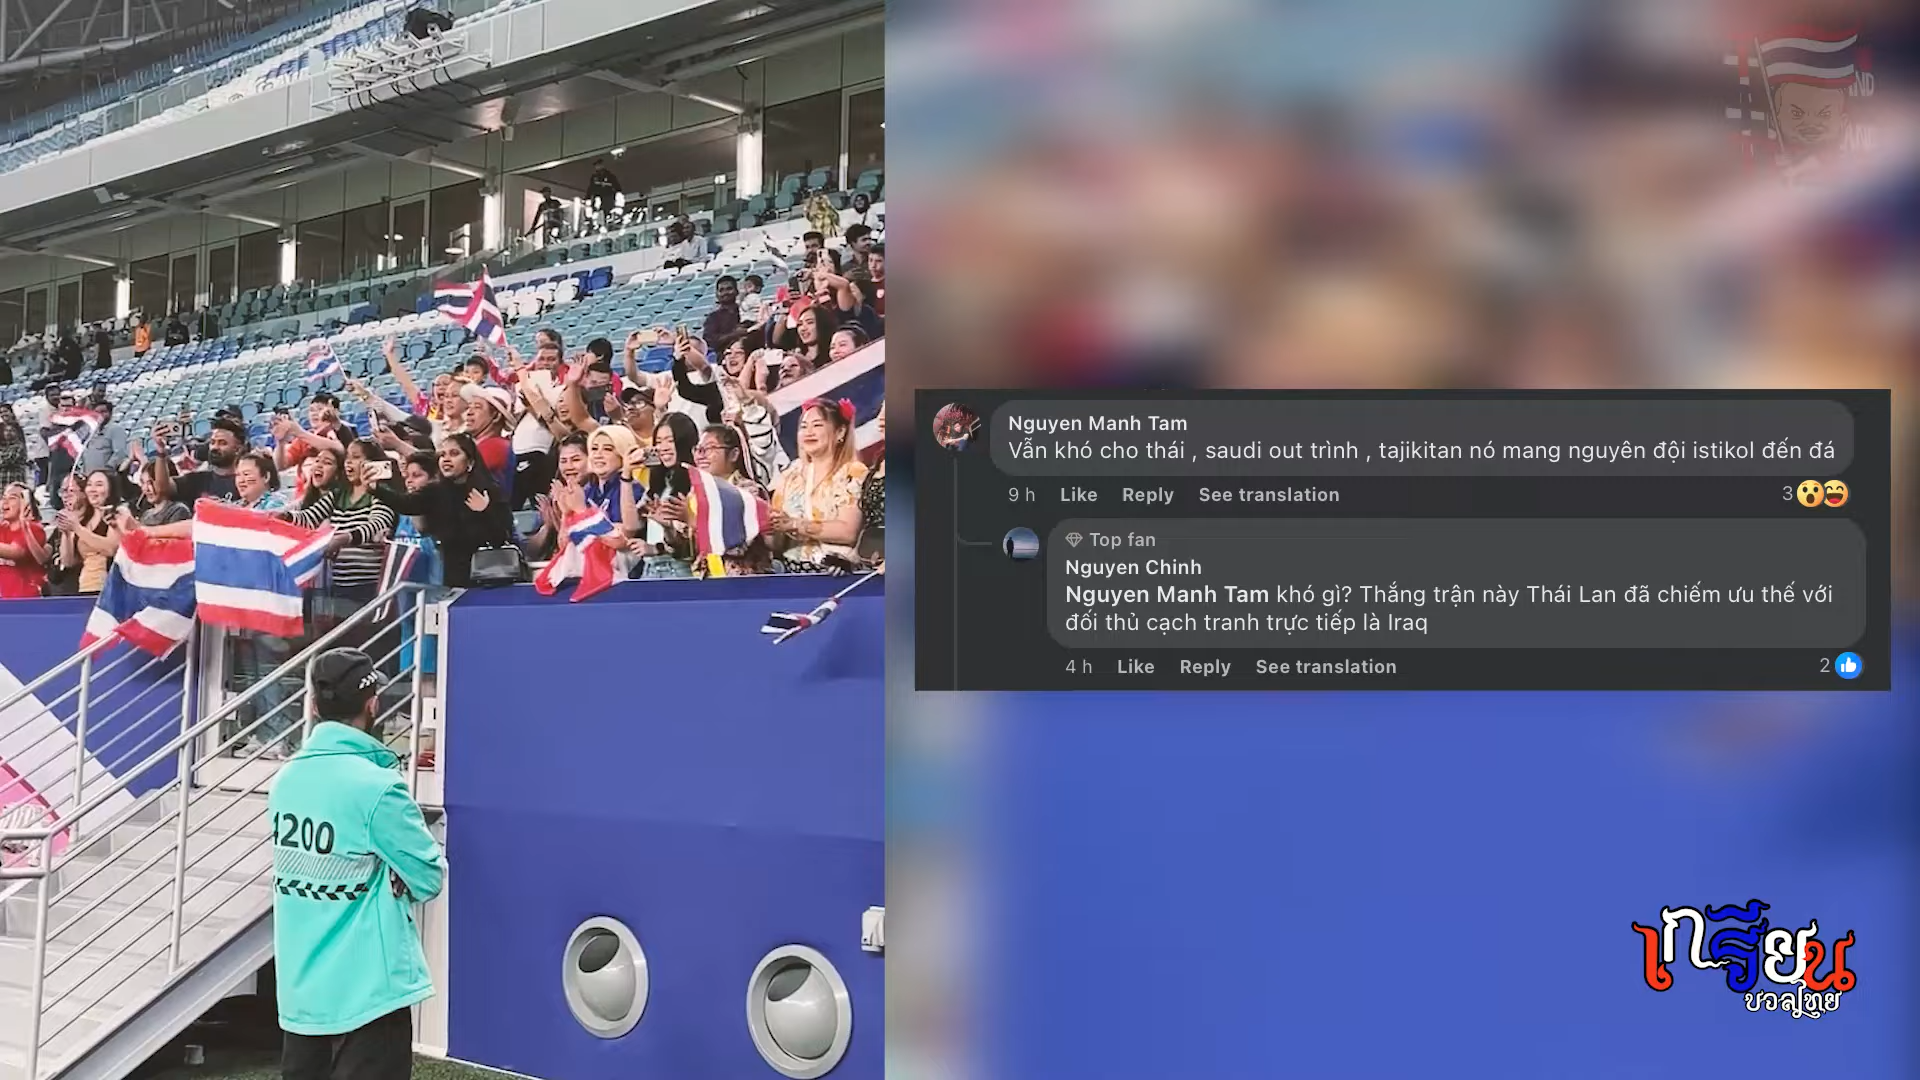 4200
Nguyen Manh Tam
Vẫn khó cho thái , saudi out trình , tajikitan nó mang nguyên đội istikol đến đá
9 h Like Reply See translation 3
Top fan
Nguyen Chinh
Nguyen Manh Tam khó gì? Thắng trận này Thái Lan đã chiếm ưu thế với
đối thủ cạch tranh trực tiếp là Iraq
4 h Like Reply See translation 2
เกรียน
บอลไทย